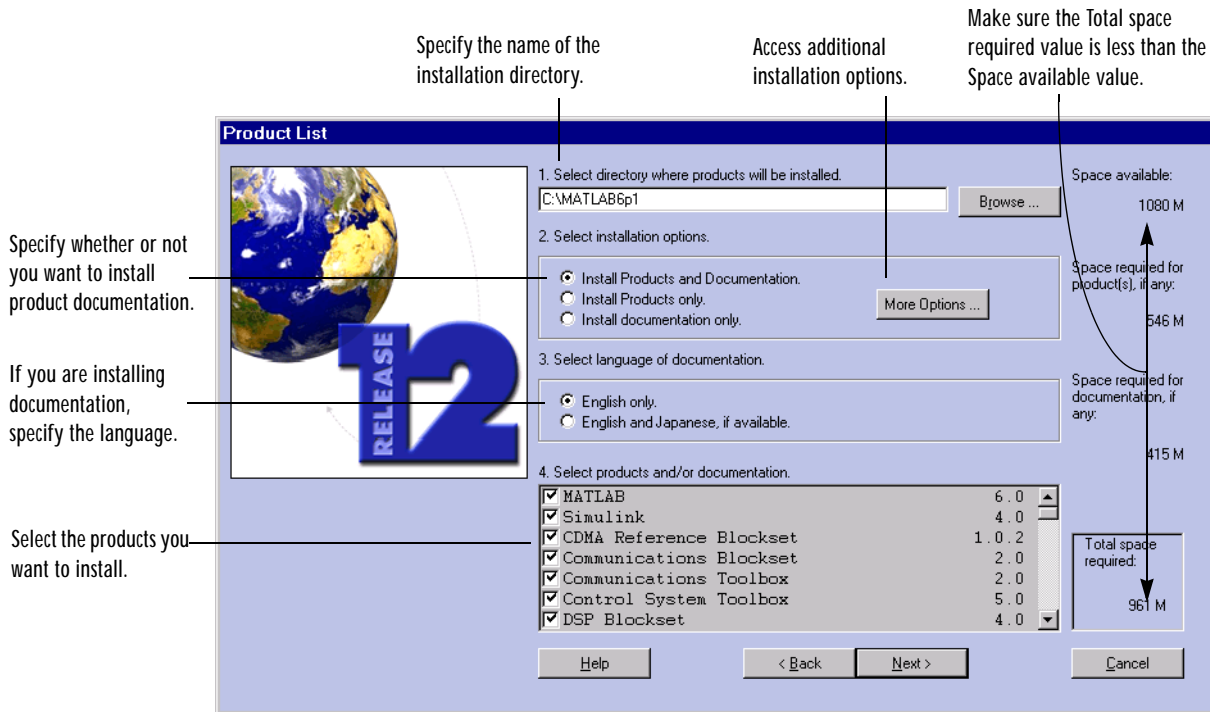 Make sure the Total space
required value is less than the
Space available value.
Specify the name of the
installation directory.
Access additional
installation options.
Product List
1. Select directory where products will be installed.
C:\MATLAB6p1
Browse ...
Space available:
1080 M
Specify whether or not
you want to install
product documentation.
2. Select installation options.
Install Products and Documentation.
Install Products only.
Install documentation only.
More Options ...
Space required for
product(s), if any:
546 M
RELEASE
12
If you are installing
documentation,
specify the language.
3. Select language of documentation.
English only.
English and Japanese, if available.
Space required for
documentation, if
any:
415 M
Select the products you
want to install.
4. Select products and/or documentation.
MATLAB 6.0
Simulink 4.0
CDMA Reference Blockset 1.0.2
Communications Blockset 2.0
Communications Toolbox 2.0
Control System Toolbox 5.0
DSP Blockset 4.0
Total space
required:
961 M
Help
< Back
Next >
Cancel